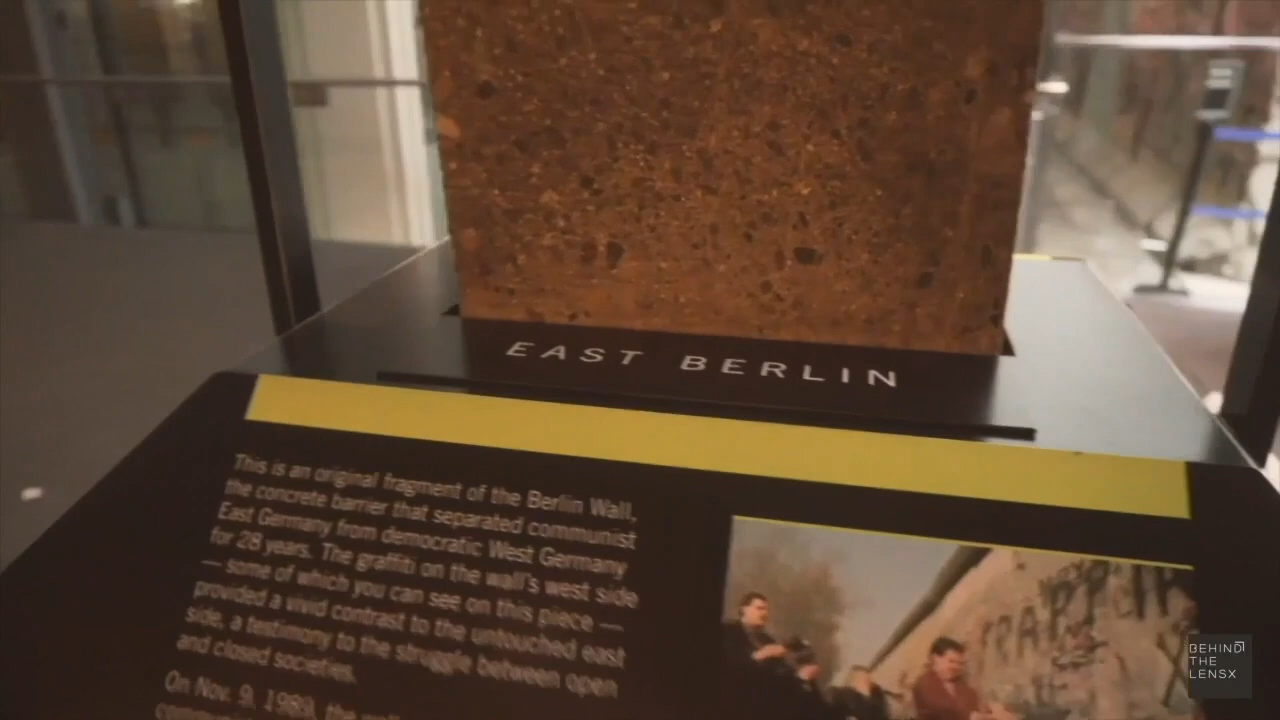 EAST BERLIN
This is an original fragment of the Berlin Wall,
the concrete barrier that separated communist
East Germany from democratic West Germany
for 28 years. The graffiti on the wall's west side
— some of which you can see on this piece —
provided a vivid contrast to the untouched east
side, a testimony to the struggle between open
and closed societies.
On Nov. 9, 1989, the
BEHIND
THE
LENSX